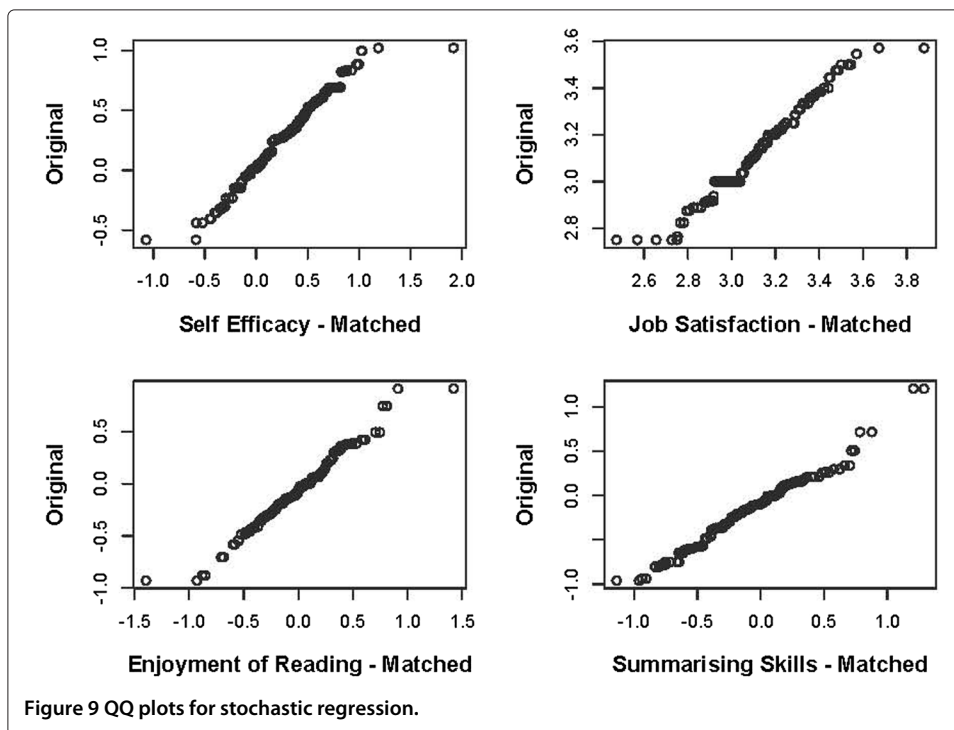 Original
1.0
0.5
0.0
-0.5
-1.0 -0.5 0.0 0.5 1.0 1.5 2.0
Self Efficacy - Matched
Original
3.6
3.4
3.2
3.0
2.8
2.6 2.8 3.0 3.2 3.4 3.6 3.8
Job Satisfaction - Matched
Original
0.5
0.0
-0.5
-1.0
-1.5 -1.0 -0.5 0.0 0.5 1.0 1.5
Enjoyment of Reading - Matched
Original
1.0
0.5
0.0
-1.0
-1.0 -0.5 0.0 0.5 1.0
Summarising Skills - Matched
Figure 9 QQ plots for stochastic regression.